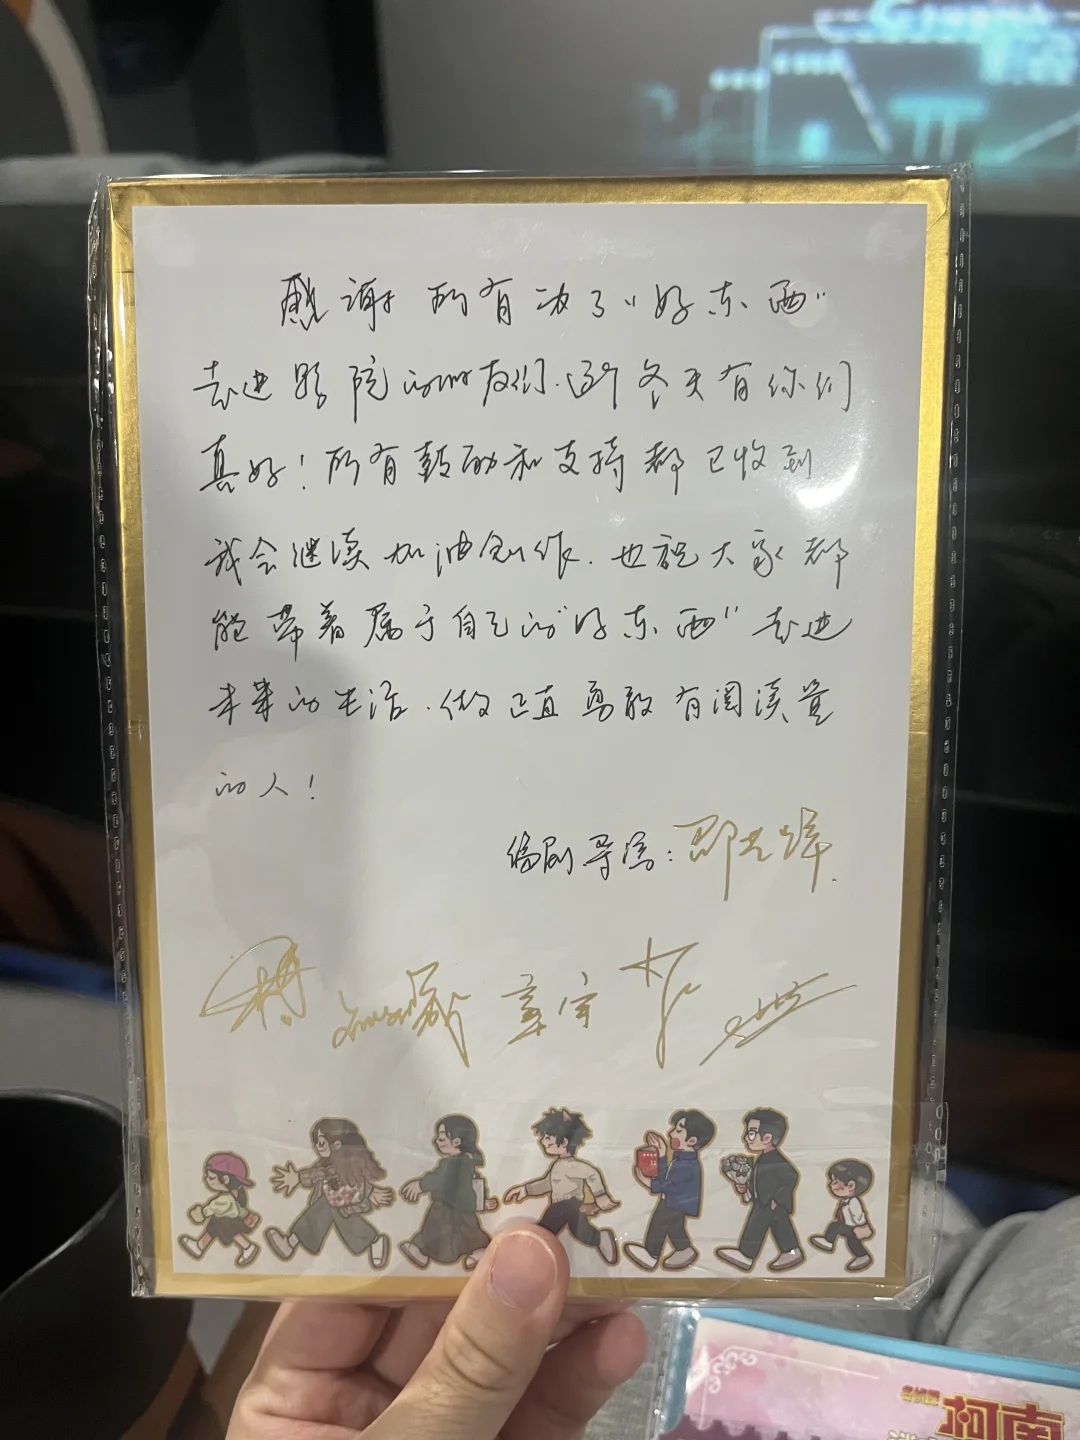 感谢所有为了“好东西”
走进影院的朋友们.这个冬天有你们
真好!所有鼓励和支持都已收到
我会继续加油创作.也祝大家都
能带着属于自己的“好东西”走进
未来的生活.做正直勇敢有阅读量
的人!
编剧导演:邵艺辉
章宇
柯南